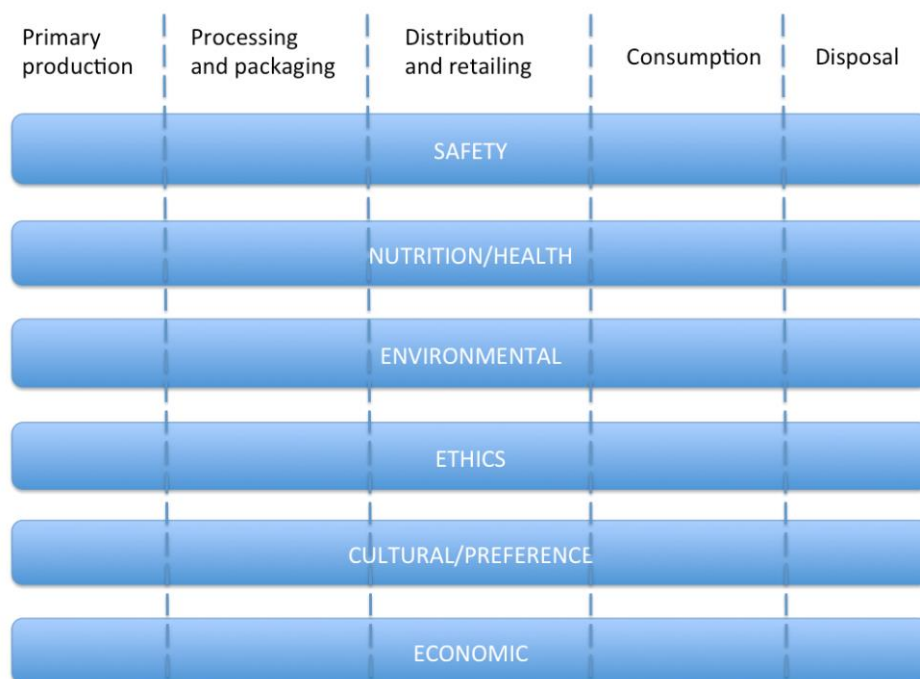 Primary
production
Processing
and packaging
Distribution
and retailing
Consumption
Disposal
SAFETY
NUTRITION/HEALTH
ENVIRONMENTAL
ETHICS
CULTURAL/PREFERENCE
ECONOMIC